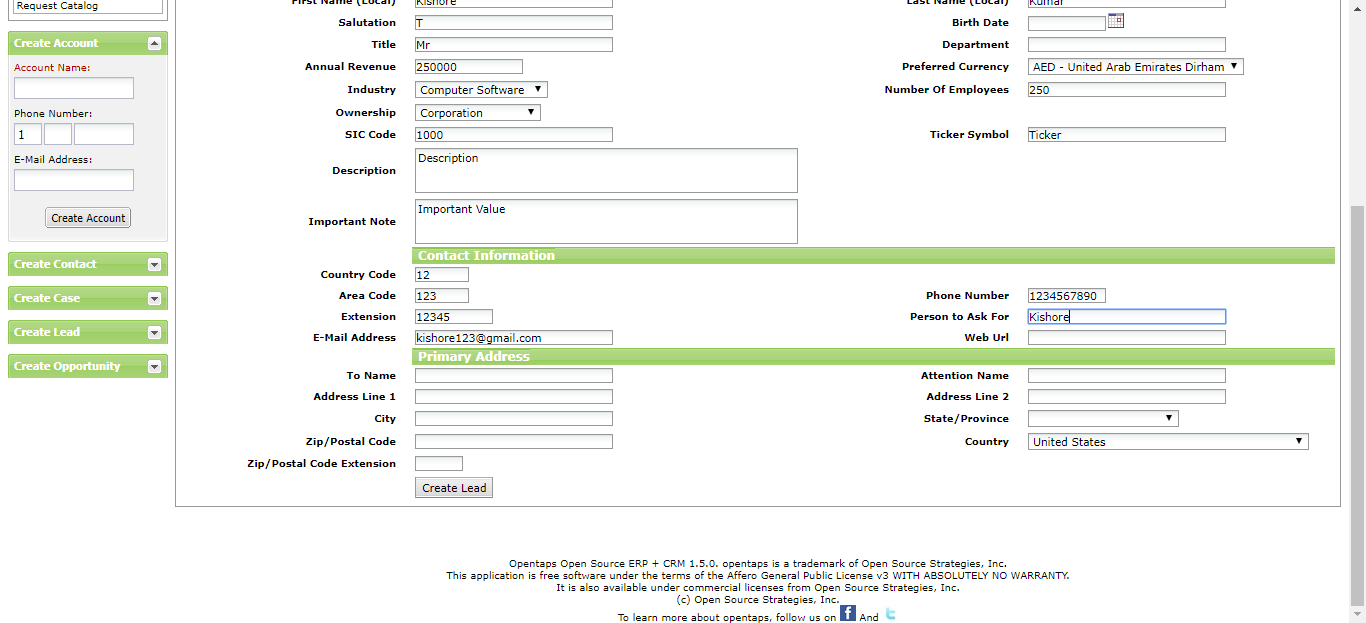 Request Catalog
Create Account
Account Name:
Phone Number:
1
E-Mail Address:
Create Account
Create Contact
Create Case
Create Lead
Create Opportunity
First Name (Local) Kishore Last Name (Local) Kumar
Salutation T Birth Date
Title Mr Department
Annual Revenue 250000 Preferred Currency AED - United Arab Emirates Dirham
Industry Computer Software Number Of Employees 250
Ownership Corporation
SIC Code 1000 Ticker Symbol Ticker
Description Description
Important Note Important Value
Contact Information
Country Code 12
Area Code 123 Phone Number 1234567890
Extension 12345 Person to Ask For Kishore
E-Mail Address kishore123@gmail.com Web Url
Primary Address
To Name Attention Name
Address Line 1 Address Line 2
City State/Province
Zip/Postal Code Country United States
Zip/Postal Code Extension
Create Lead
Opentaps Open Source ERP + CRM 1.5.0. opentaps is a trademark of Open Source Strategies, Inc.
This application is free software under the terms of the Affero General Public License v3 WITH ABSOLUTELY NO WARRANTY.
It is also available under commercial licenses from Open Source Strategies, Inc.
(c) Open Source Strategies, Inc.
To learn more about opentaps, follow us on f And t